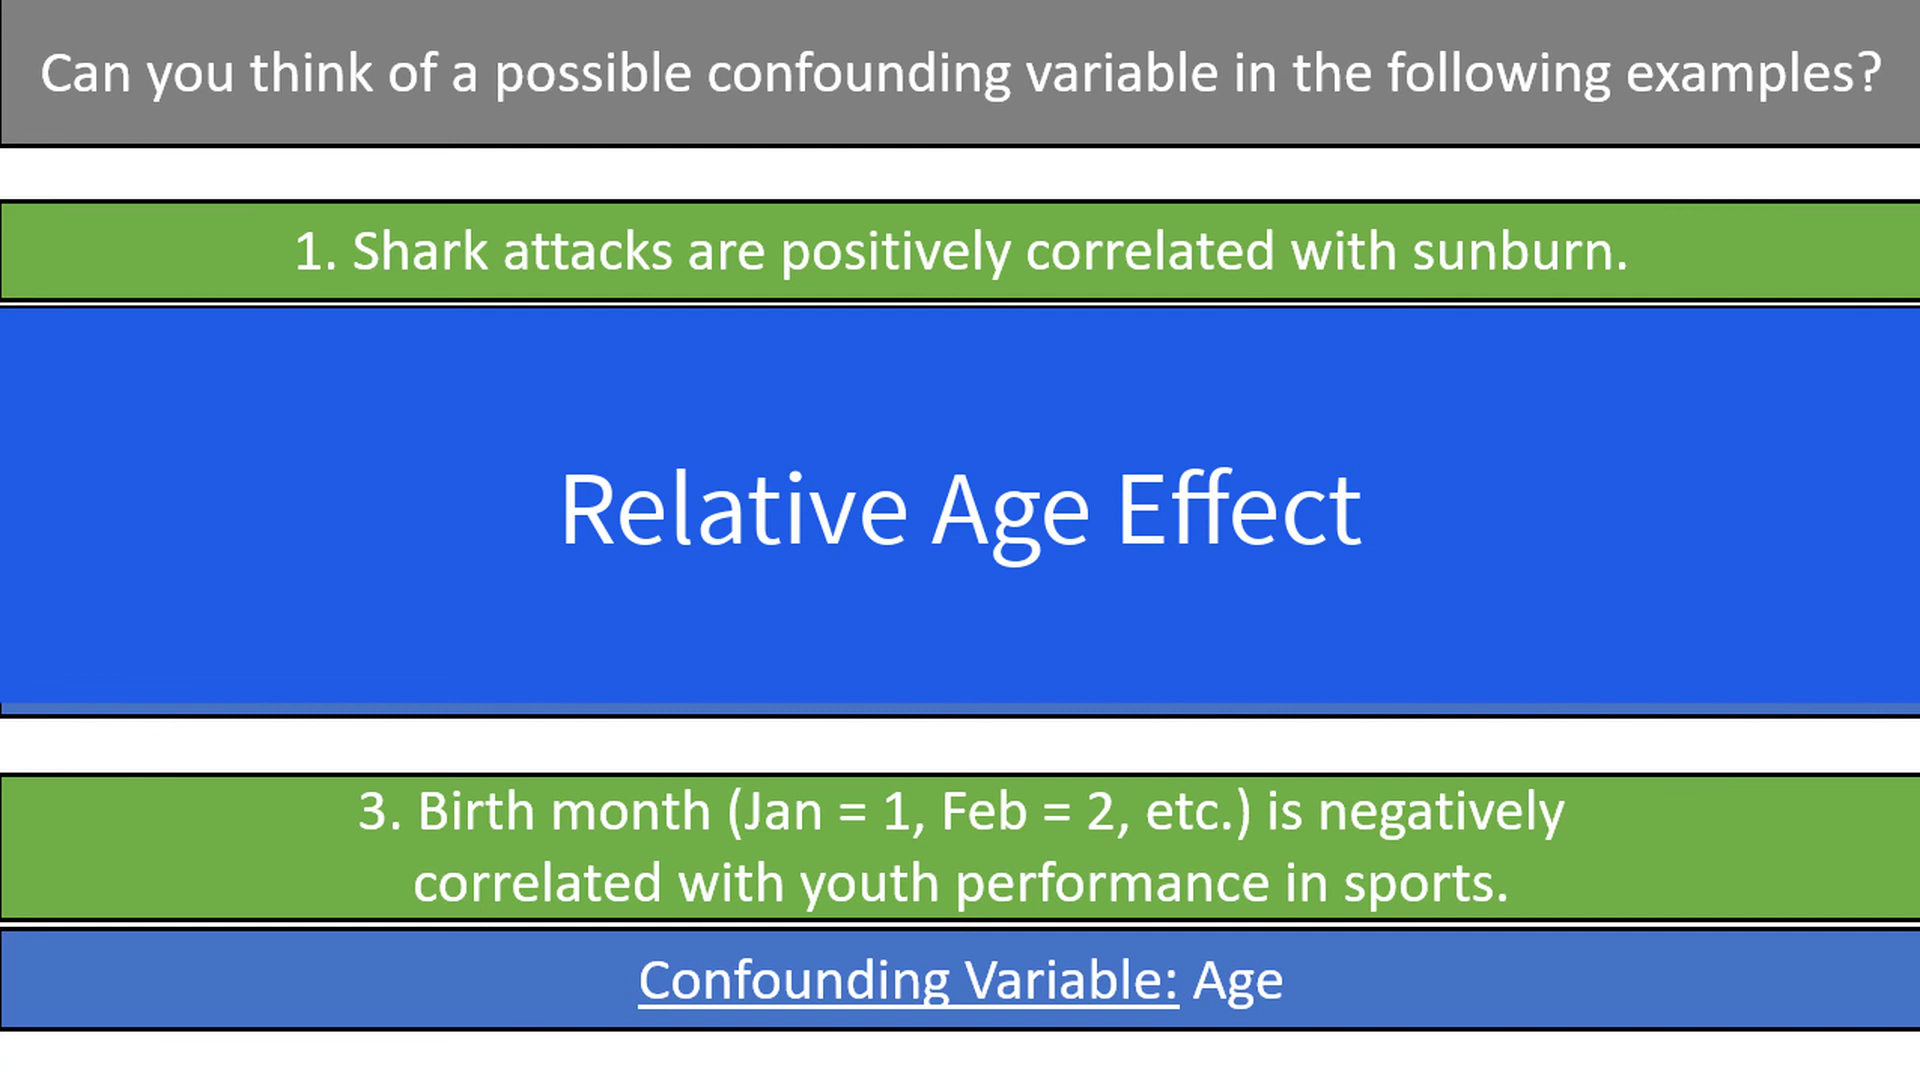 Can you think of a possible confounding variable in the following examples?
1. Shark attacks are positively correlated with sunburn.
Relative Age Effect
3. Birth month (Jan = 1, Feb = 2, etc.) is negatively
correlated with youth performance in sports.
Confounding Variable: Age